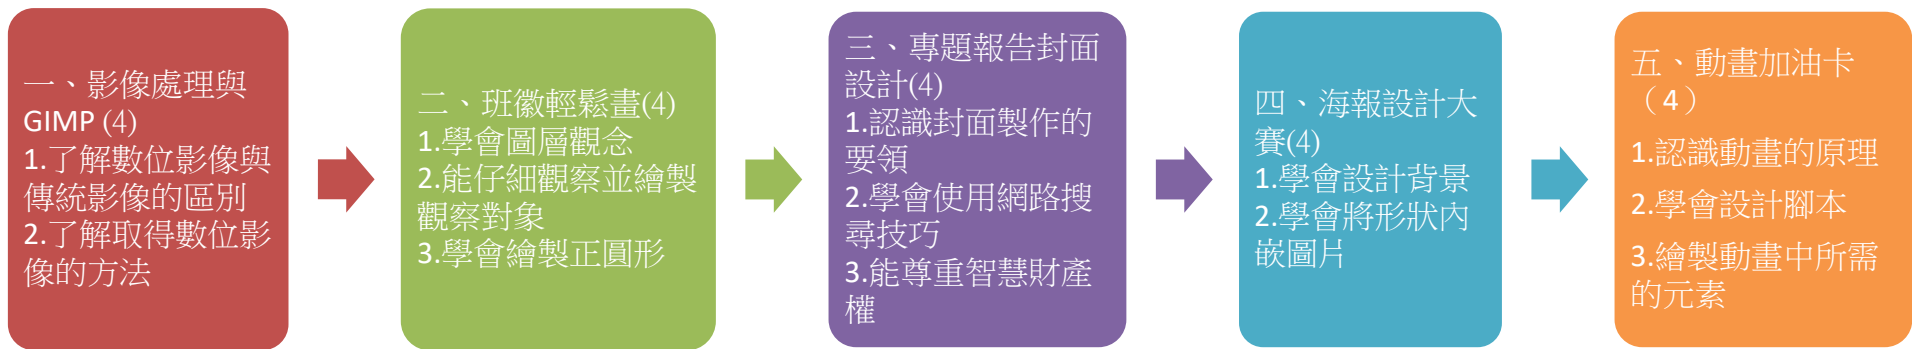 一、影像處理與
GIMP (4)
1.了解數位影像與
傳統影像的區別
2.了解取得數位影
像的方法
二、班徽輕鬆畫(4)
1.學會圖層觀念
2.能仔細觀察並繪製
觀察對象
3.學會繪製正圓形
三、專題報告封面
設計(4)
1.認識封面製作的
要領
2.學會使用網路搜
尋技巧
3.能尊重智慧財產
權
四、海報設計大
賽(4)
1.學會設計背景
2.學會將形狀內
嵌圖片
五、動畫加油卡
（4）
1.認識動畫的原理
2.學會設計腳本
3.繪製動畫中所需
的元素